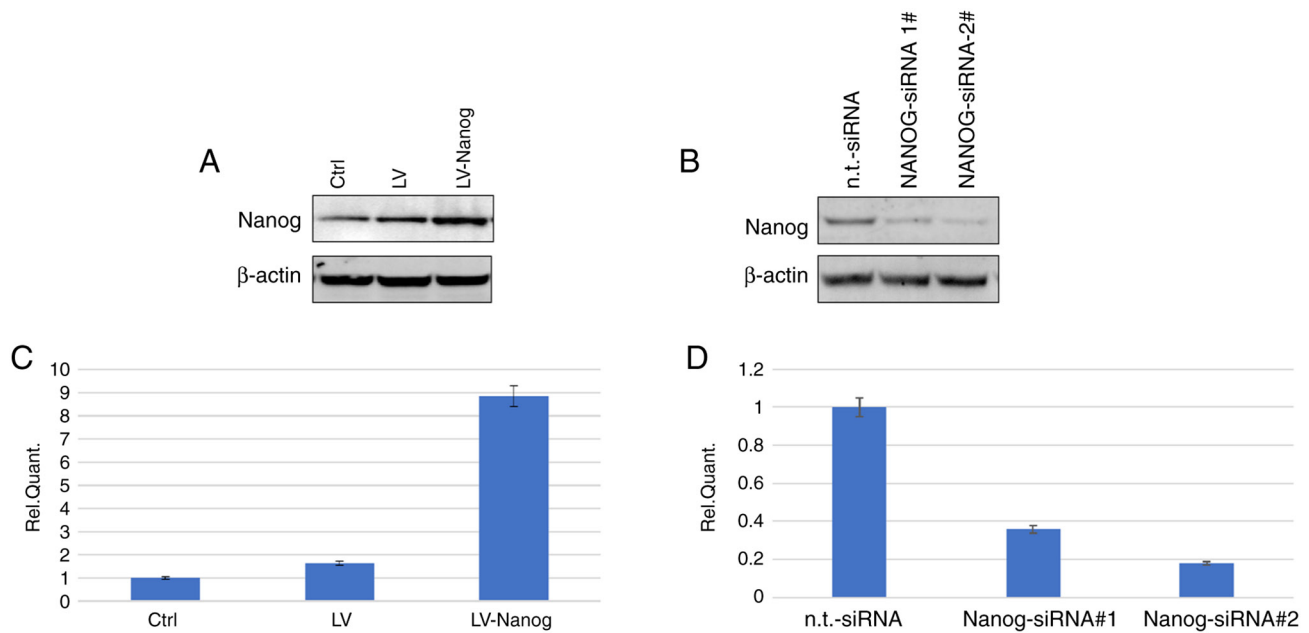 A
Ctrl
LV
LV-Nanog
Nanog
β-actin
B
n.t.-siRNA
NANOG-siRNA 1#
NANOG-siRNA-2#
Nanog
β-actin
C
Rel.Quant.
10
9
8
7
6
5
4
3
2
1
0
Ctrl
LV
LV-Nanog
D
Rel.Quant.
1.2
1
0.8
0.6
0.4
0.2
0
n.t.-siRNA
Nanog-siRNA#1
Nanog-siRNA#2